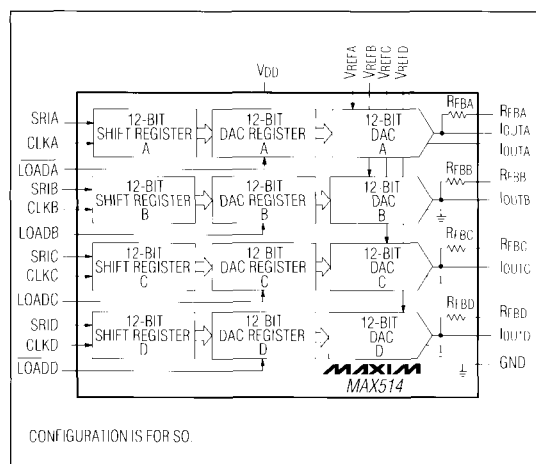 VREFA
VREFB
VREFC
VREFD
VDD
SRIA
CLKA
LOADA
12-BIT
SHIFT REGISTER
A
12-BIT
DAC REGISTER
A
12-BIT
DAC
A
RFBA
RFBA
IOUTA
IOUTA
SRIB
CLKB
LOADB
12-BIT
SHIFT REGISTER
B
12-BIT
DAC REGISTER
B
12-BIT
DAC
B
RFBB
RFBB
IOUTB
SRIC
CLKC
LOADC
12-BIT
SHIFT REGISTER
C
12-BIT
DAC REGISTER
C
12-BIT
DAC
C
RFBC
RFBC
IOUTC
SRID
CLKD
LOADD
12 BIT
SHIFT REGISTER
D
12 BIT
DAC REGISTER
D
12-BIT
DAC
D
RFBD
RFBD
IOUTD
GND
MAXIM
MAX514
CONFIGURATION IS FOR SO.